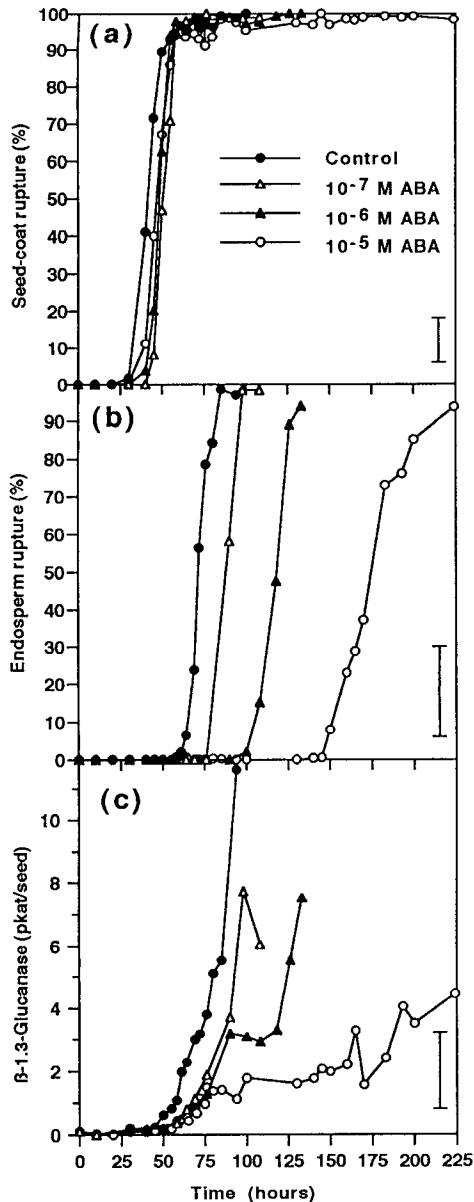 (a)
Seed-coat rupture (%)
100
90
80
70
60
50
40
30
20
10
0
Control
10-7 M ABA
10-6 M ABA
10-5 M ABA
(b)
Endosperm rupture (%)
90
80
70
60
50
40
30
20
10
0
(c)
ß-1.3-Glucanase (pkat/seed)
10
8
6
4
2
0
0 25 50 75 100 125 150 175 200 225
Time (hours)